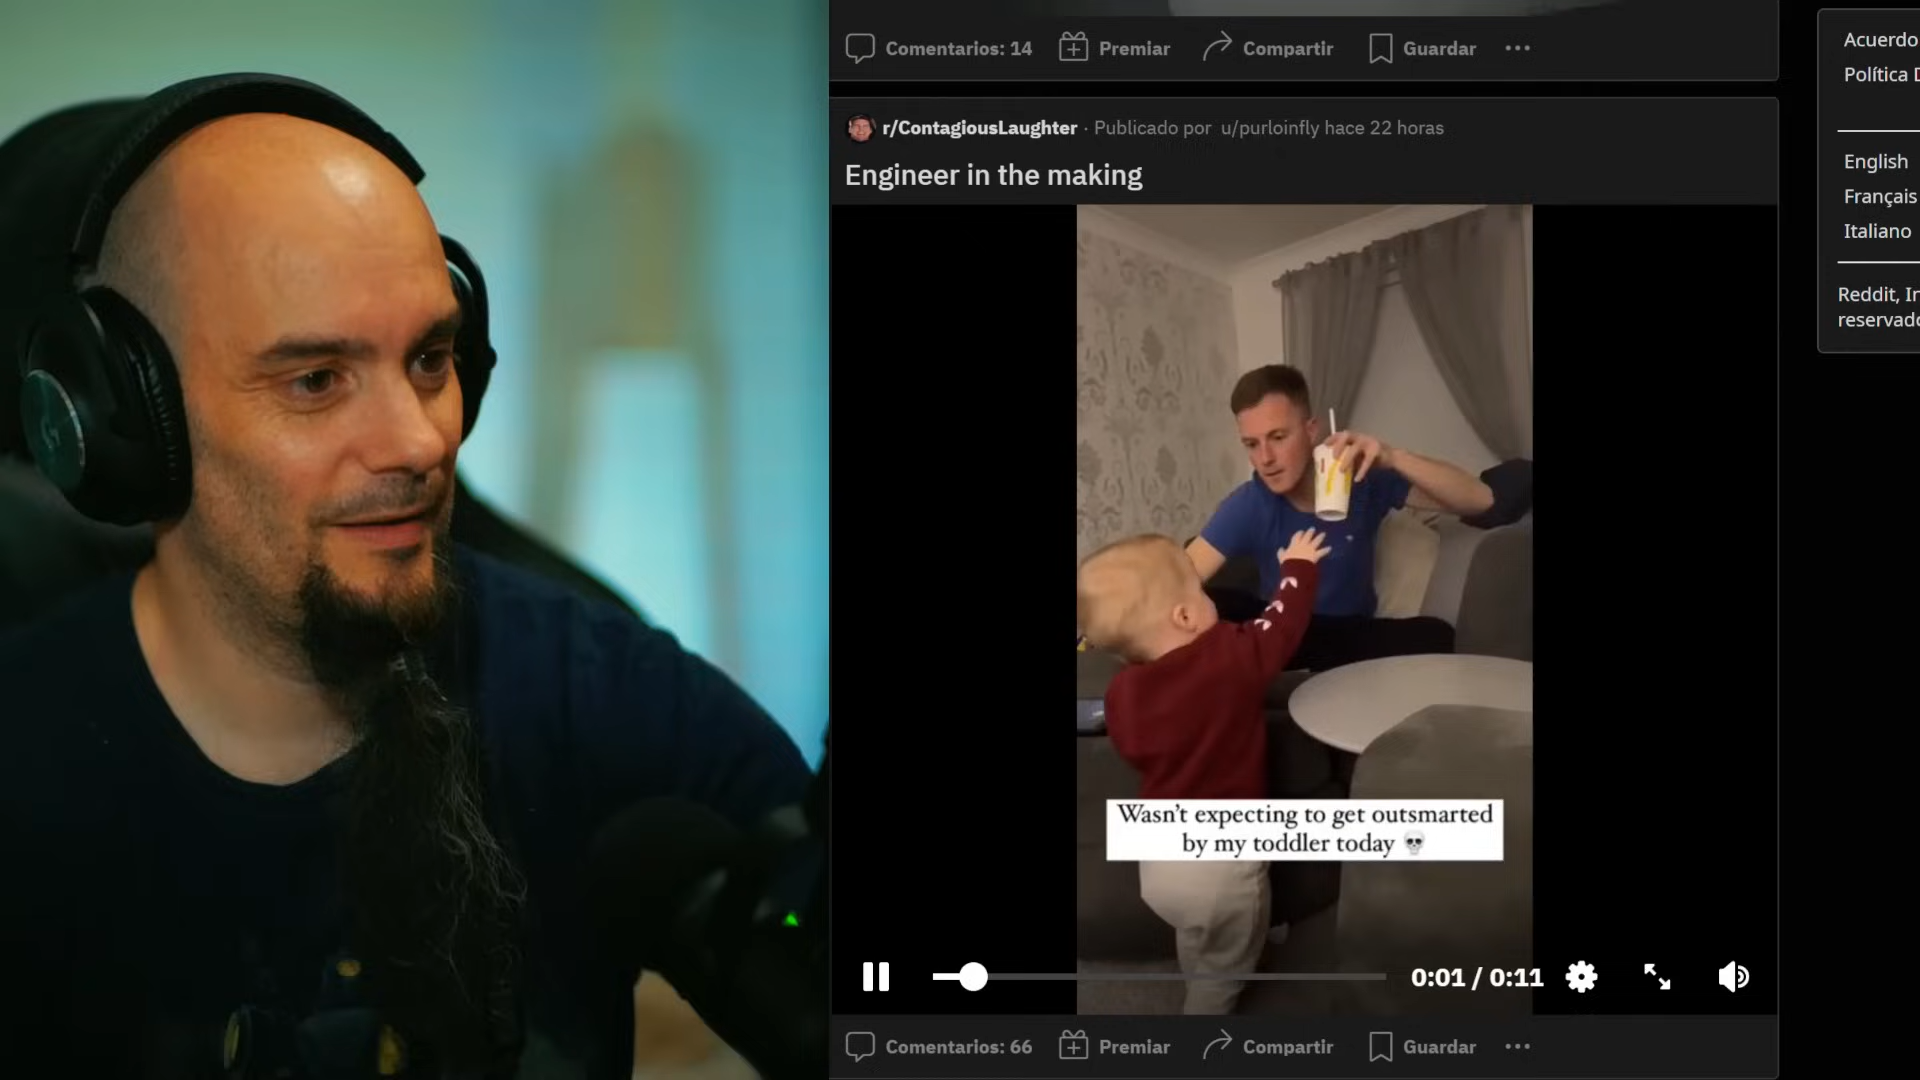 Comentarios: 14 Premiar Compartir Guardar
r/ContagiousLaughter · Publicado por u/purloinfly hace 22 horas
Engineer in the making
Wasn't expecting to get outsmarted
by my toddler today 💀
0:01 / 0:11
Comentarios: 66 Premiar Compartir Guardar
Acuerdo
Política D
English
Français
Italiano
Reddit, In
reservado